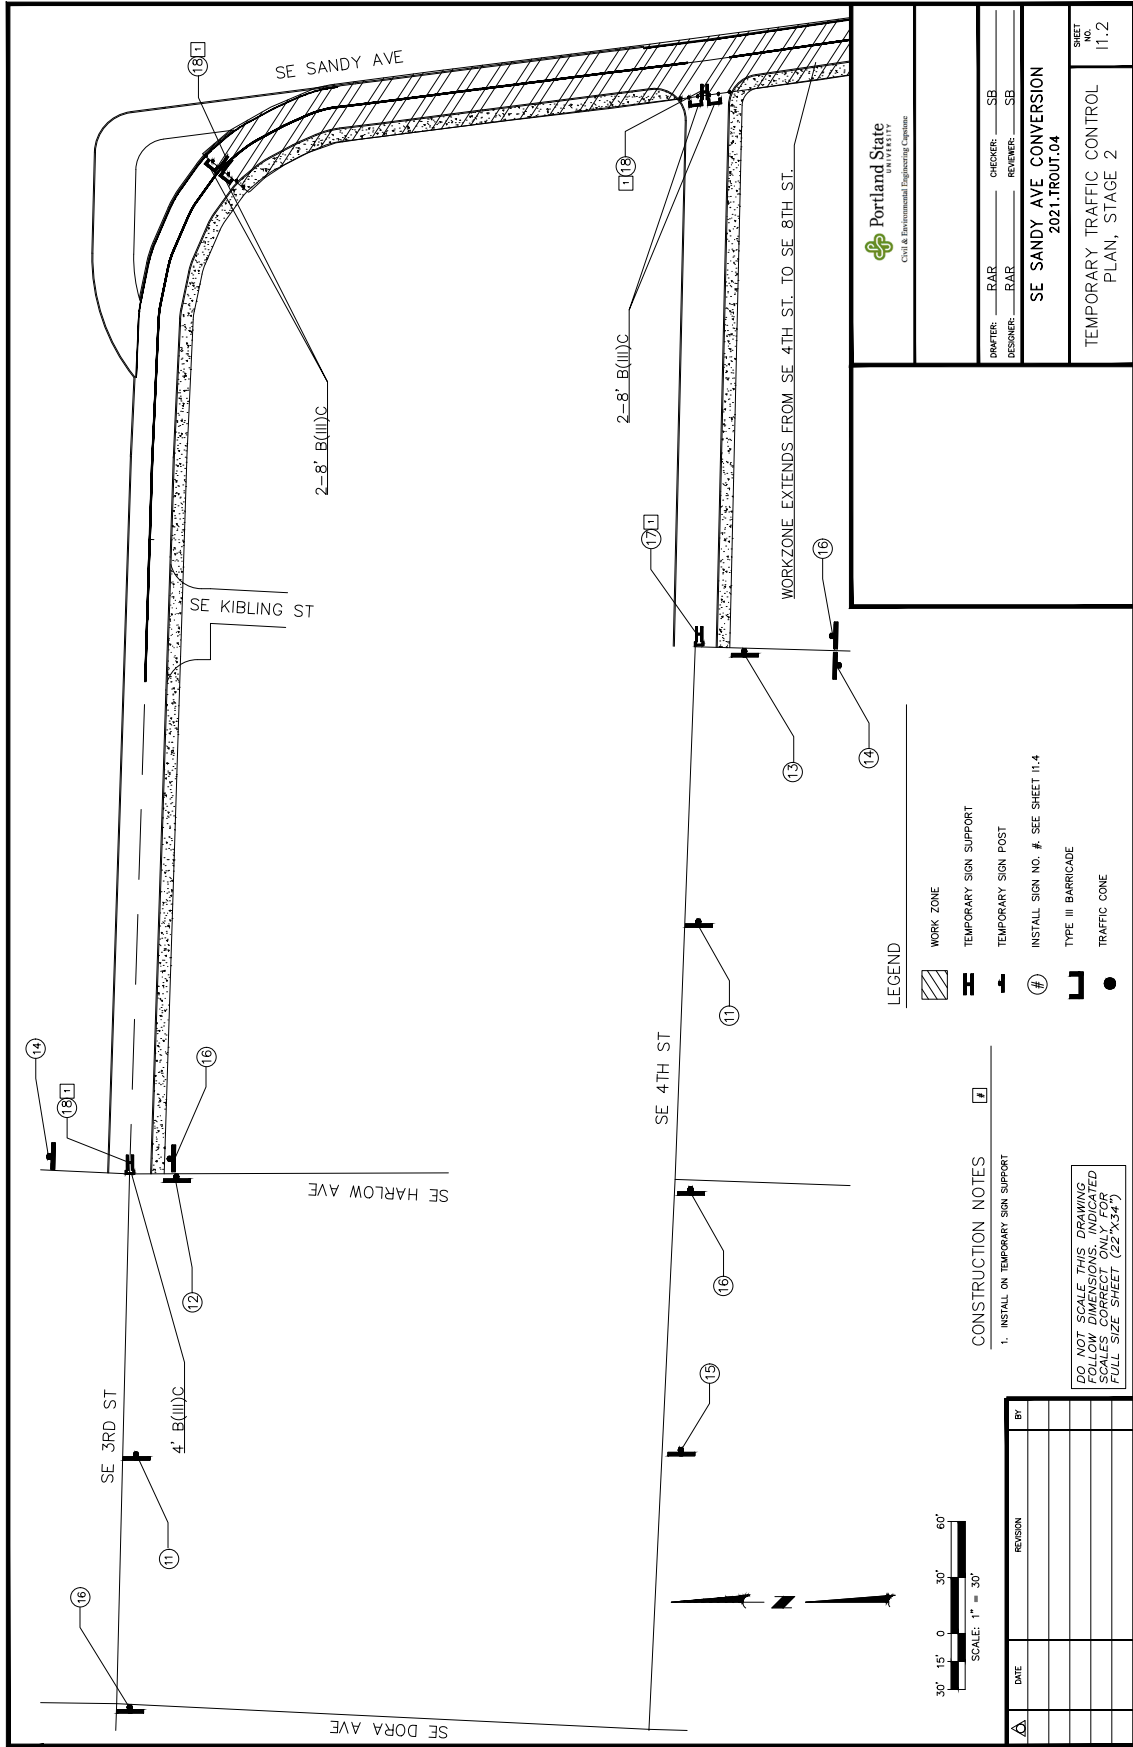 SE SANDY AVE
18 1
2-8' B(III)C
SE KIBLING ST
14
18 1
16
SE HARLOW AVE
12
4' B(III)C
SE 3RD ST
11
16
SE DORA AVE
1 18
2-8' B(III)C
17 1
WORKZONE EXTENDS FROM SE 4TH ST. TO SE 8TH ST.
16
13
14
11
SE 4TH ST
16
15
N
30' 15' 0 30' 60'
SCALE: 1" = 30'
LEGEND
WORK ZONE
TEMPORARY SIGN SUPPORT
TEMPORARY SIGN POST
# INSTALL SIGN NO. #. SEE SHEET I1.4
TYPE III BARRICADE
TRAFFIC CONE
CONSTRUCTION NOTES #
1. INSTALL ON TEMPORARY SIGN SUPPORT
DO NOT SCALE THIS DRAWING
FOLLOW DIMENSIONS. INDICATED
SCALES CORRECT ONLY FOR
FULL SIZE SHEET (22"X34")
DATE REVISION BY
Portland State
UNIVERSITY
Civil & Environmental Engineering Capstone
DRAFTER: RAR CHECKER: SB
DESIGNER: RAR REVIEWER: SB
SE SANDY AVE CONVERSION
2021.TROUT.04
TEMPORARY TRAFFIC CONTROL
PLAN, STAGE 2
SHEET
NO.
I1.2